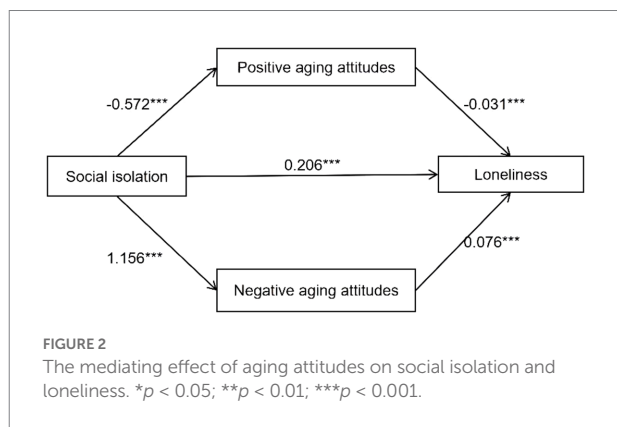 Positive aging attitudes
-0.572***
-0.031***
0.206***
Social isolation
Loneliness
1.156***
0.076***
Negative aging attitudes
FIGURE 2
The mediating effect of aging attitudes on social isolation and
loneliness. *p < 0.05; **p < 0.01; ***p < 0.001.